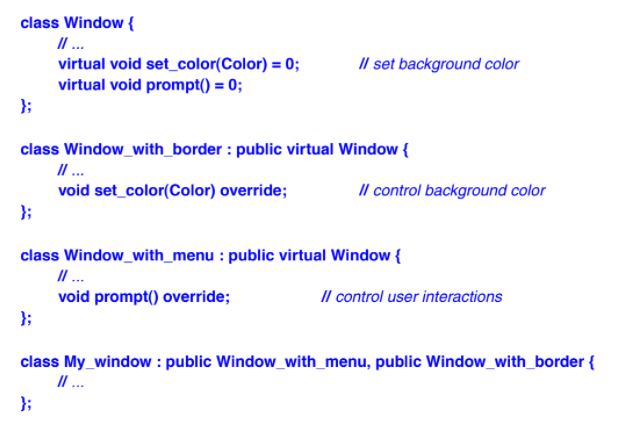 class Window {
// ...
virtual void set_color(Color) = 0; // set background color
virtual void prompt() = 0;
};
class Window_with_border : public virtual Window {
// ...
void set_color(Color) override; // control background color
};
class Window_with_menu : public virtual Window {
// ...
void prompt() override; // control user interactions
};
class My_window : public Window_with_menu, public Window_with_border {
// ...
};